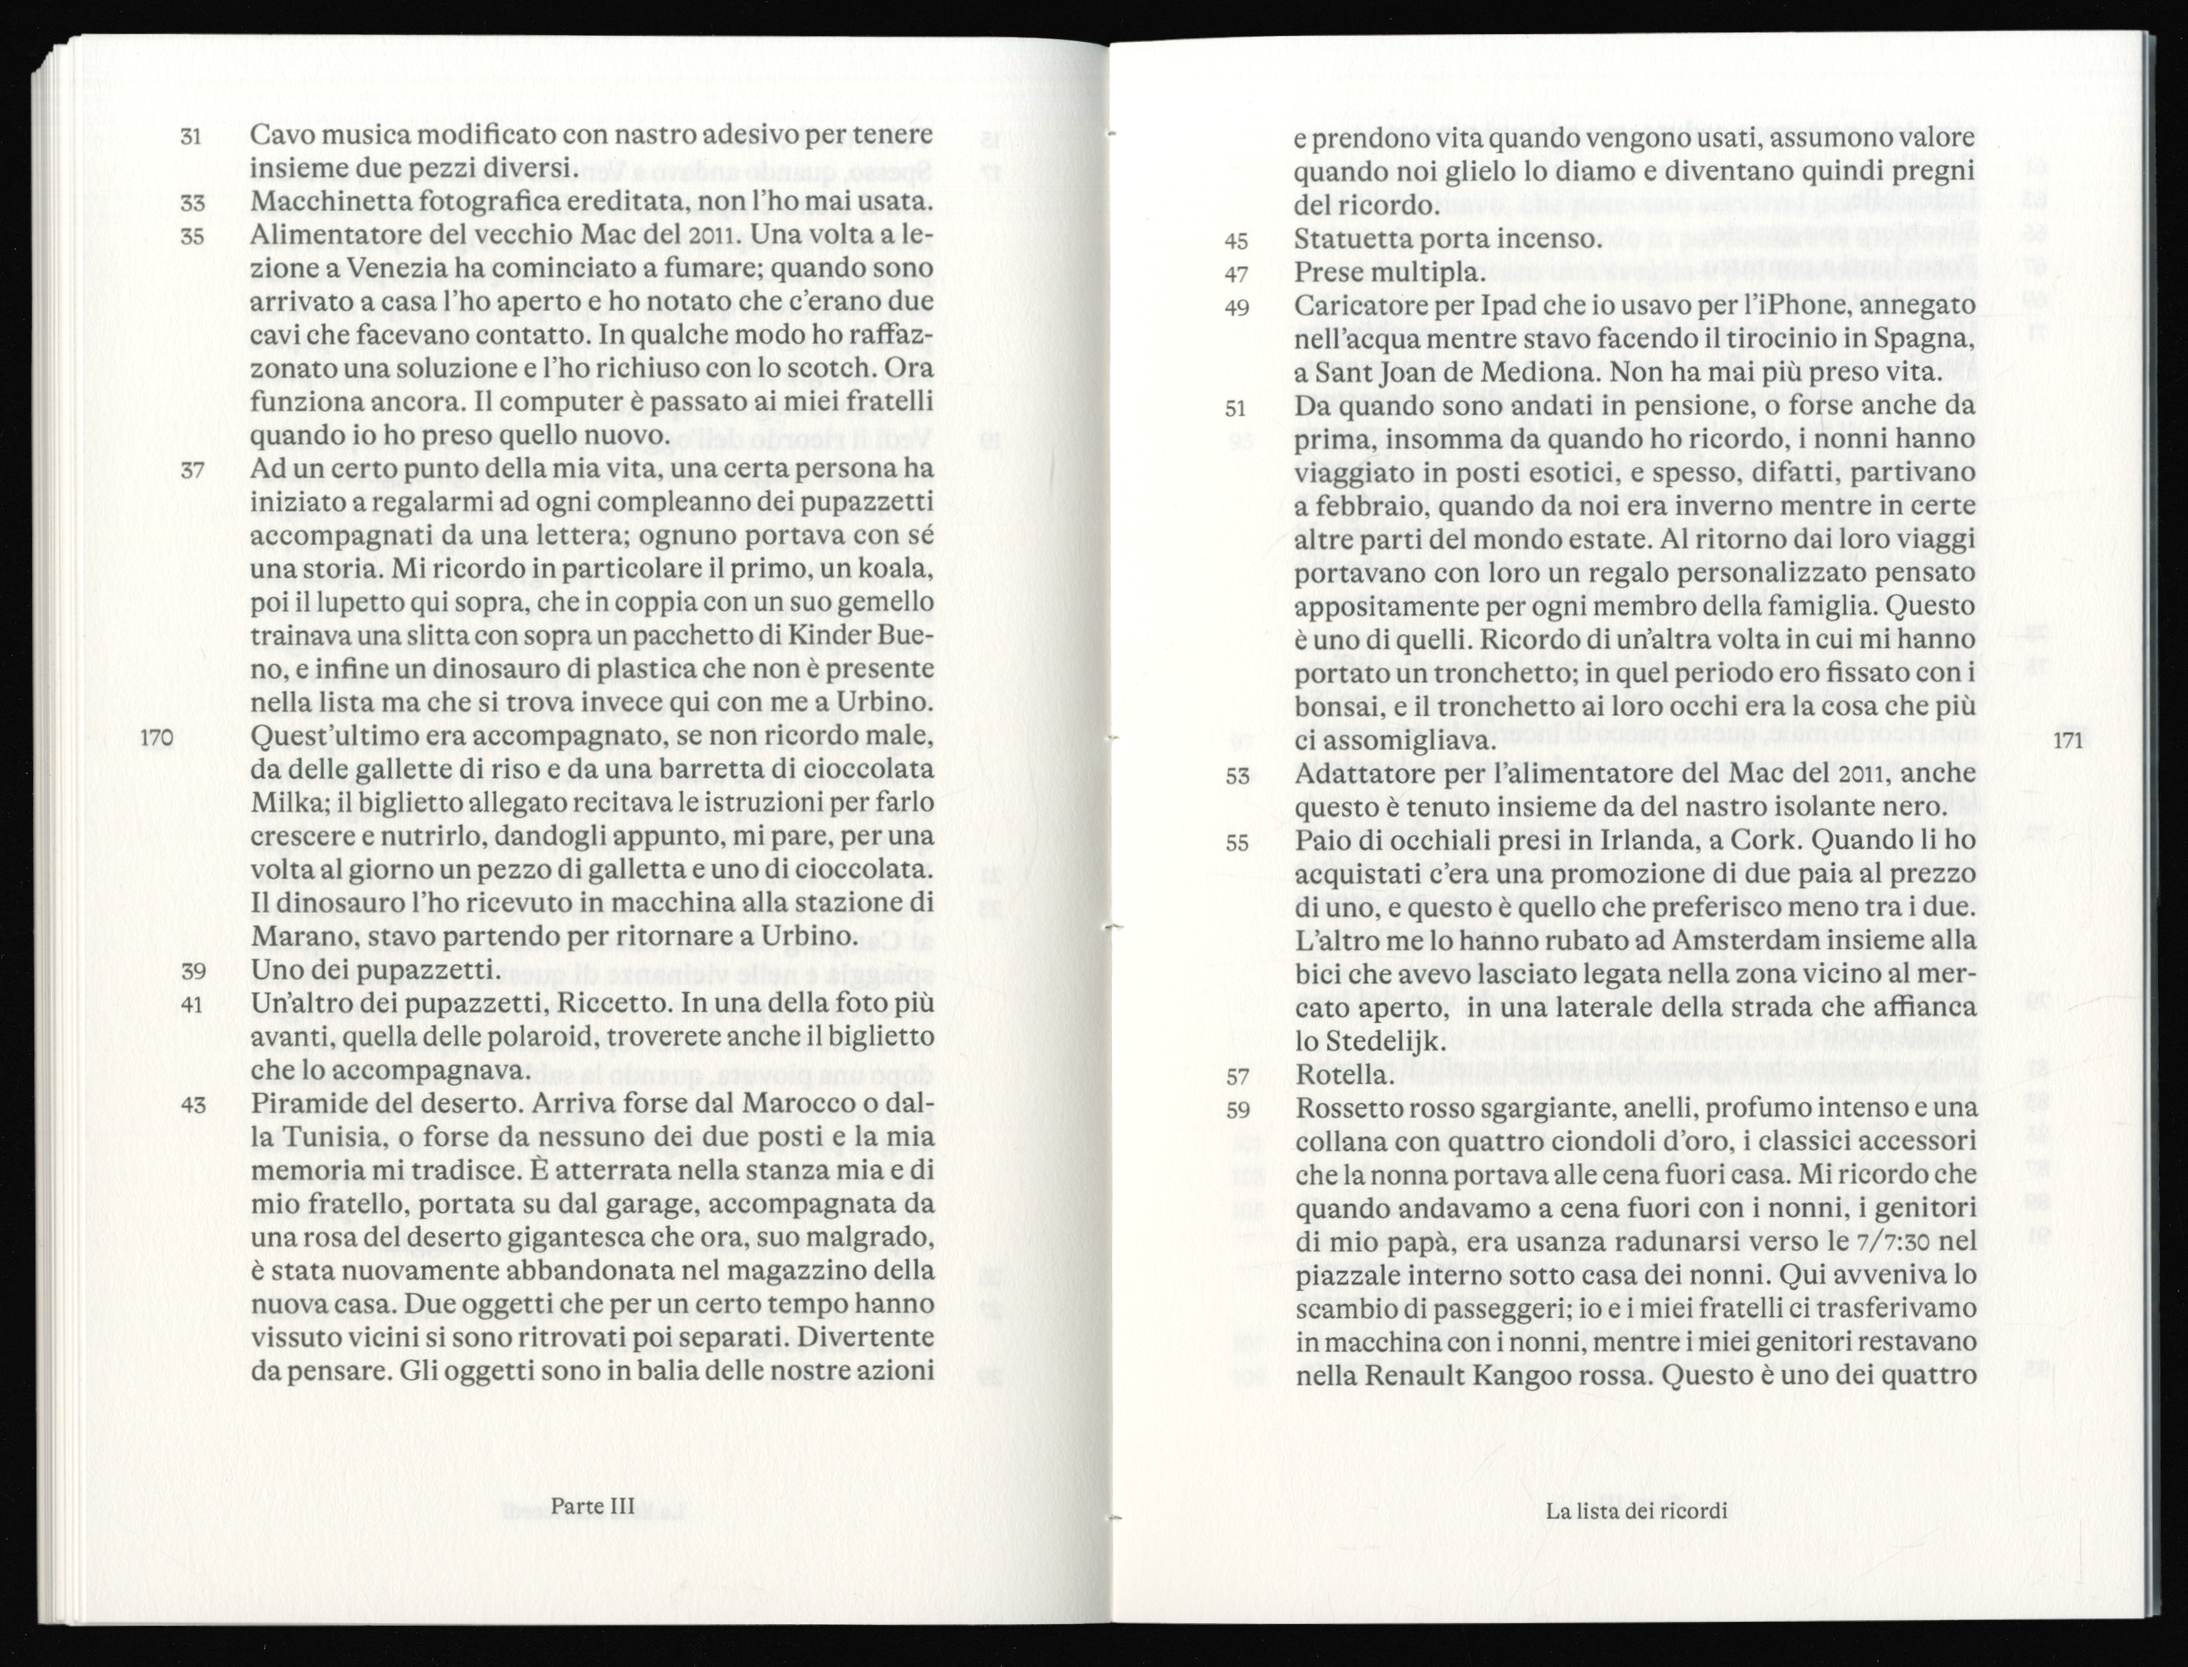 31 Cavo musica modificato con nastro adesivo per tenere
insieme due pezzi diversi.
33 Macchinetta fotografica ereditata, non l'ho mai usata.
35 Alimentatore del vecchio Mac del 2011. Una volta a le-
zione a Venezia ha cominciato a fumare; quando sono
arrivato a casa l'ho aperto e ho notato che c'erano due
cavi che facevano contatto. In qualche modo ho raffaz-
zonato una soluzione e l'ho richiuso con lo scotch. Ora
funziona ancora. Il computer è passato ai miei fratelli
quando io ho preso quello nuovo.
37 Ad un certo punto della mia vita, una certa persona ha
iniziato a regalarmi ad ogni compleanno dei pupazzetti
accompagnati da una lettera; ognuno portava con sé
una storia. Mi ricordo in particolare il primo, un koala,
poi il lupetto qui sopra, che in coppia con un suo gemello
trainava una slitta con sopra un pacchetto di Kinder Bue-
no, e infine un dinosauro di plastica che non è presente
nella lista ma che si trova invece qui con me a Urbino.
170 Quest'ultimo era accompagnato, se non ricordo male,
da delle gallette di riso e da una barretta di cioccolata
Milka; il biglietto allegato recitava le istruzioni per farlo
crescere e nutrirlo, dandogli appunto, mi pare, per una
volta al giorno un pezzo di galletta e uno di cioccolata.
Il dinosauro l'ho ricevuto in macchina alla stazione di
Marano, stavo partendo per ritornare a Urbino.
39 Uno dei pupazzetti.
41 Un'altro dei pupazzetti, Riccetto. In una della foto più
avanti, quella delle polaroid, troverete anche il biglietto
che lo accompagnava.
43 Piramide del deserto. Arriva forse dal Marocco o dal-
la Tunisia, o forse da nessuno dei due posti e la mia
memoria mi tradisce. È atterrata nella stanza mia e di
mio fratello, portata su dal garage, accompagnata da
una rosa del deserto gigantesca che ora, suo malgrado,
è stata nuovamente abbandonata nel magazzino della
nuova casa. Due oggetti che per un certo tempo hanno
vissuto vicini si sono ritrovati poi separati. Divertente
da pensare. Gli oggetti sono in balia delle nostre azioni
Parte III
e prendono vita quando vengono usati, assumono valore
quando noi glielo lo diamo e diventano quindi pregni
del ricordo.
45 Statuetta porta incenso.
47 Prese multipla.
49 Caricatore per Ipad che io usavo per l'iPhone, annegato
nell'acqua mentre stavo facendo il tirocinio in Spagna,
a Sant Joan de Mediona. Non ha mai più preso vita.
51 Da quando sono andati in pensione, o forse anche da
prima, insomma da quando ho ricordo, i nonni hanno
viaggiato in posti esotici, e spesso, difatti, partivano
a febbraio, quando da noi era inverno mentre in certe
altre parti del mondo estate. Al ritorno dai loro viaggi
portavano con loro un regalo personalizzato pensato
appositamente per ogni membro della famiglia. Questo
è uno di quelli. Ricordo di un'altra volta in cui mi hanno
portato un tronchetto; in quel periodo ero fissato con i
bonsai, e il tronchetto ai loro occhi era la cosa che più
ci assomigliava. 171
53 Adattatore per l'alimentatore del Mac del 2011, anche
questo è tenuto insieme da del nastro isolante nero.
55 Paio di occhiali presi in Irlanda, a Cork. Quando li ho
acquistati c'era una promozione di due paia al prezzo
di uno, e questo è quello che preferisco meno tra i due.
L'altro me lo hanno rubato ad Amsterdam insieme alla
bici che avevo lasciato legata nella zona vicino al mer-
cato aperto, in una laterale della strada che affianca
lo Stedelijk.
57 Rotella.
59 Rossetto rosso sgargiante, anelli, profumo intenso e una
collana con quattro ciondoli d'oro, i classici accessori
che la nonna portava alle cena fuori casa. Mi ricordo che
quando andavamo a cena fuori con i nonni, i genitori
di mio papà, era usanza radunarsi verso le 7/7:30 nel
piazzale interno sotto casa dei nonni. Qui avveniva lo
scambio di passeggeri; io e i miei fratelli ci trasferivamo
in macchina con i nonni, mentre i miei genitori restavano
nella Renault Kangoo rossa. Questo è uno dei quattro
La lista dei ricordi